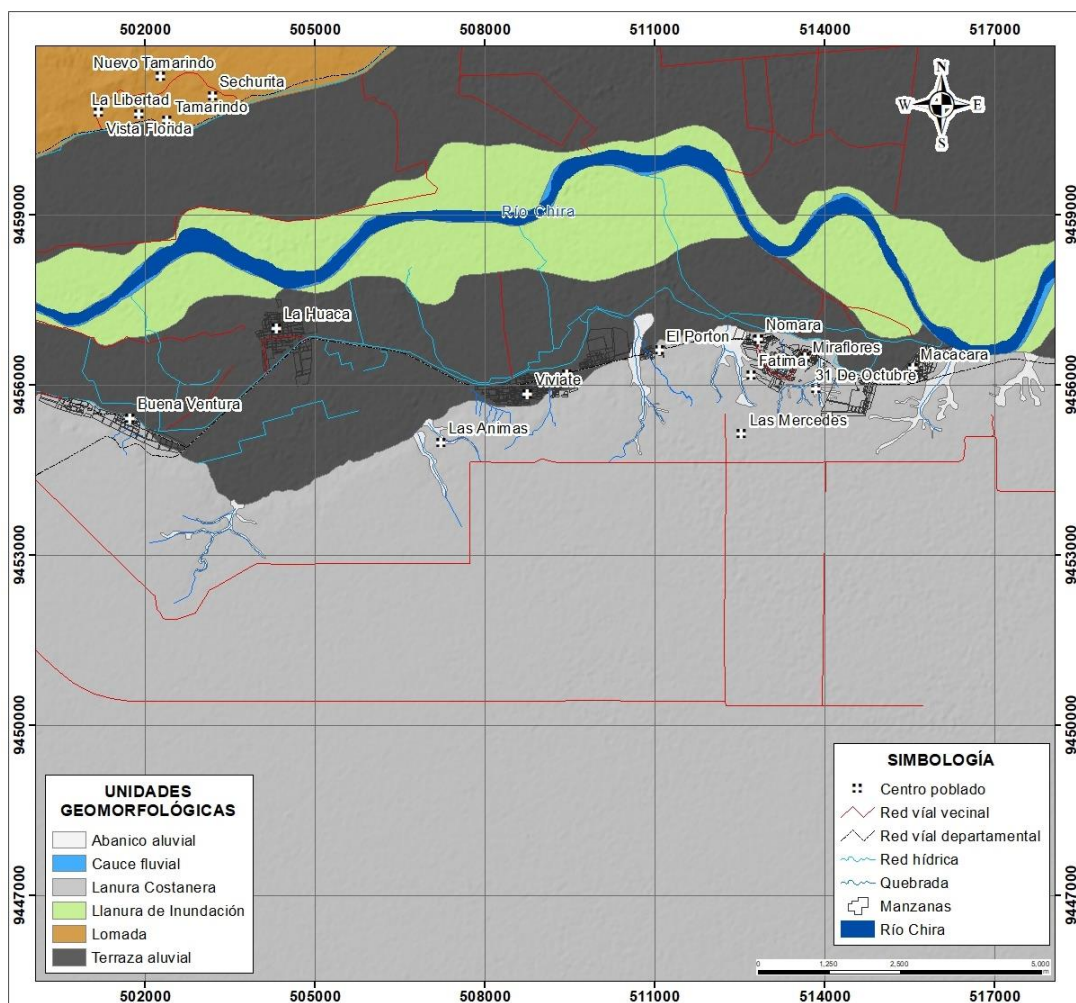 502000 505000 508000 511000 514000 517000
Nuevo Tamarindo
Sechurita
La Libertad
Tamarindo
Vista Florida
N
W E
S
9459000 9459000
Río Chira
La Huaca
Nomara
El Porton
Miraflores
Fatima
Macacara
9456000 9456000
31 De Octubre
Viviate
Buena Ventura
Las Animas
Las Mercedes
9453000 9453000
9450000 9450000
UNIDADES
GEOMORFOLÓGICAS
Abanico aluvial
Cauce fluvial
Lanura Costanera
Llanura de Inundación
Lomada
Terraza aluvial
SIMBOLOGÍA
Centro poblado
Red víal vecinal
Red víal departamental
Red hídrica
Quebrada
Manzanas
Río Chira
9447000 9447000
0 1,250 2,500 5,000
m
502000 505000 508000 511000 514000 517000